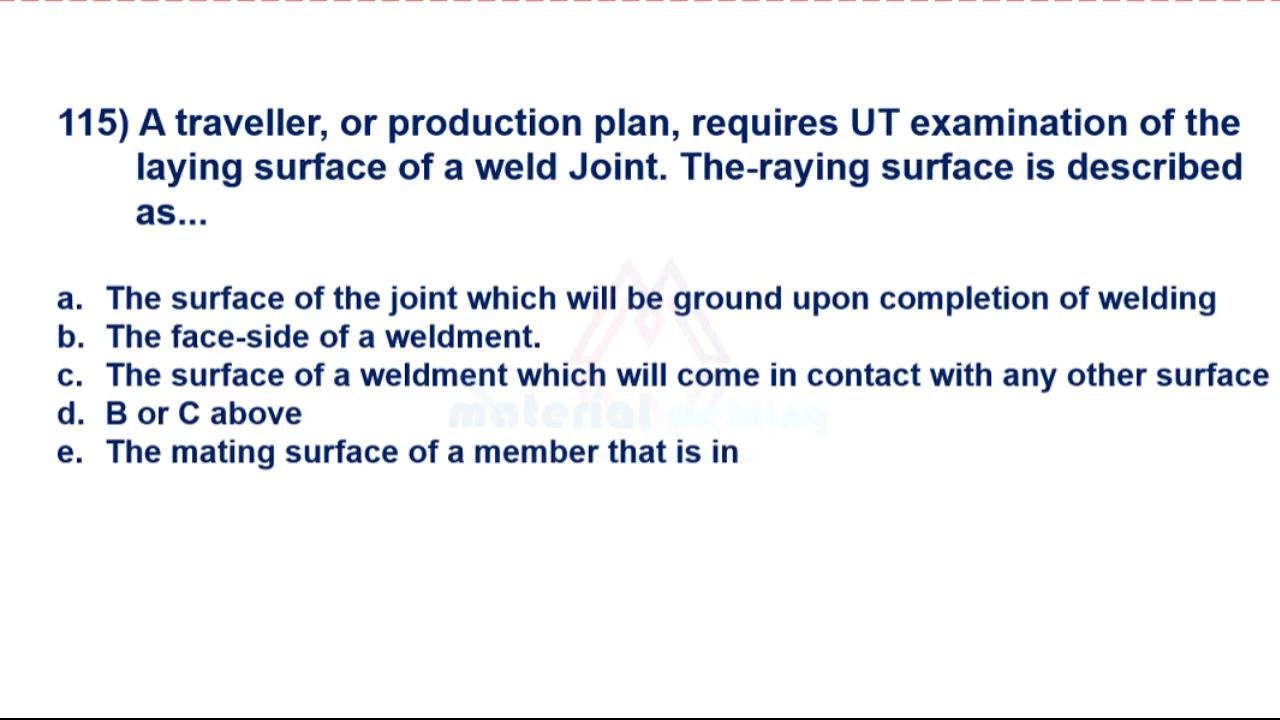 115) A traveller, or production plan, requires UT examination of the
laying surface of a weld Joint. The-raying surface is described
as...
a. The surface of the joint which will be ground upon completion of welding
b. The face-side of a weldment.
c. The surface of a weldment which will come in contact with any other surface
d. B or C above
material welding
e. The mating surface of a member that is in